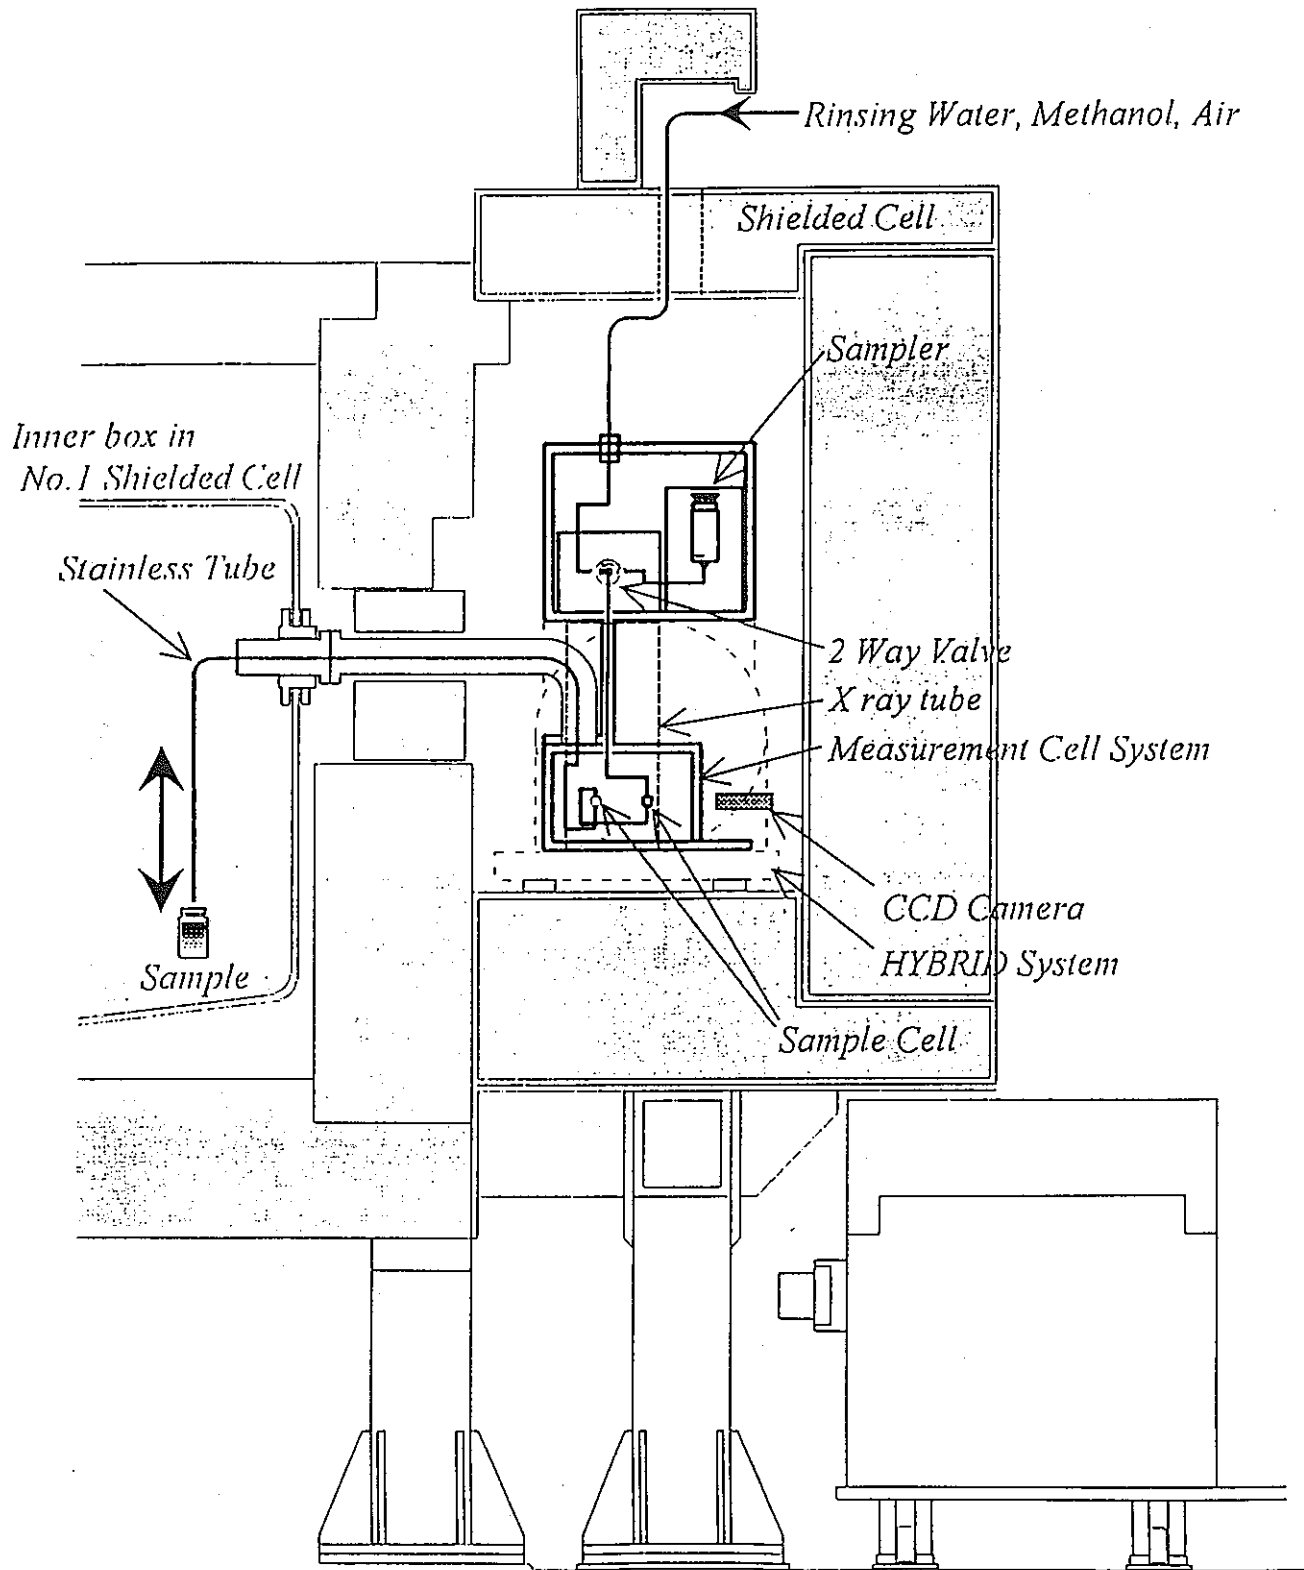 Rinsing Water, Methanol, Air
Shielded Cell
Sampler
Inner box in
No.1 Shielded Cell
Stainless Tube
2 Way Valve
X ray tube
Measurement Cell System
CCD Camera
HYBRID System
Sample
Sample Cell